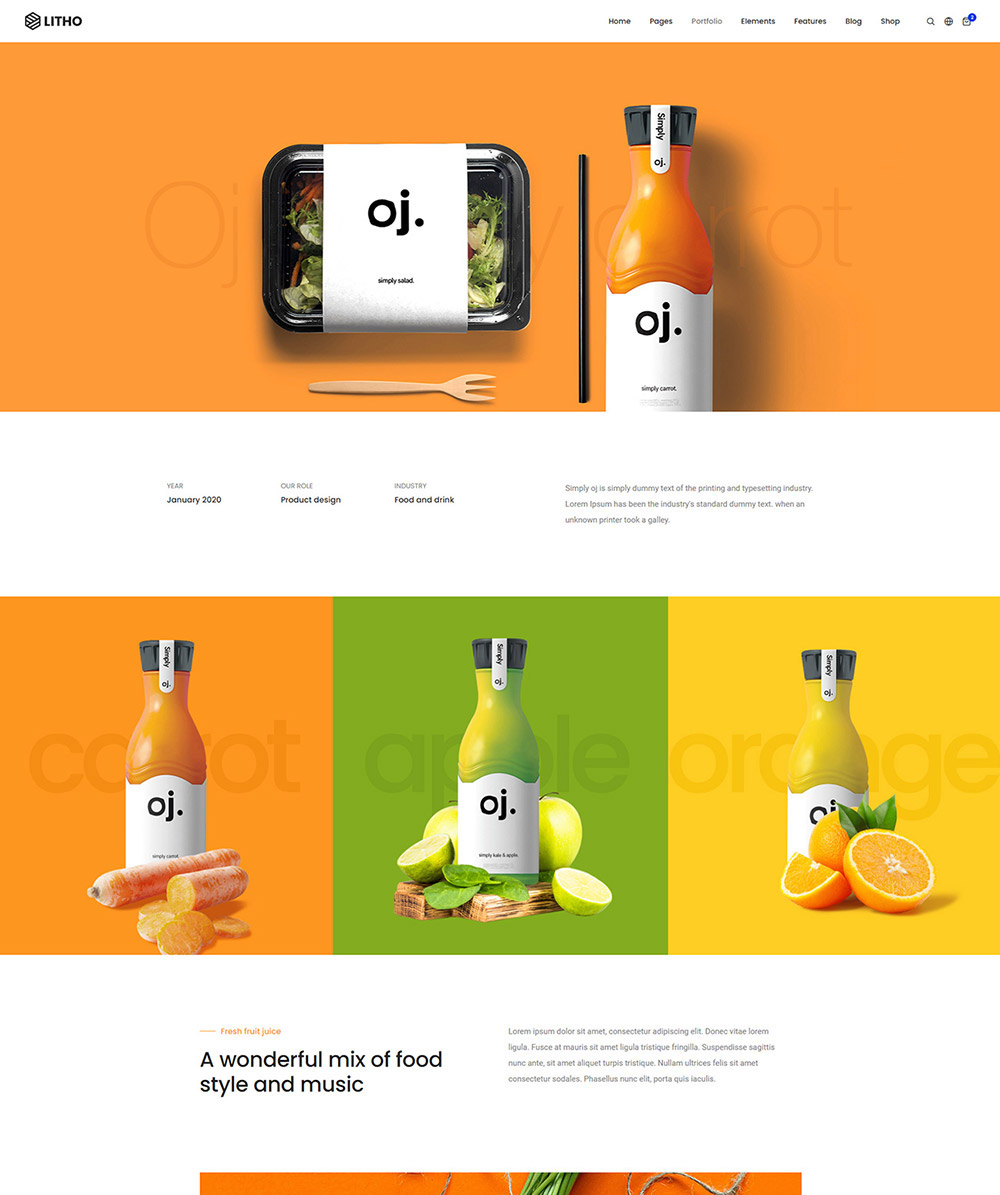 LITHO
Home Pages Portfolio Elements Features Blog Shop
2
Simply
oj.
Oj
y carrot
oj.
simply salad.
oj.
simply carrot.
YEAR
January 2020
OUR ROLE
Product design
INDUSTRY
Food and drink
Simply oj is simply dummy text of the printing and typesetting industry.
Lorem Ipsum has been the industry's standard dummy text. when an
unknown printer took a galley.
Simply
oj.
carrot
oj.
simply carrot.
Simply
oj.
apple
oj.
simply kale & apple.
Simply
oj.
orange
oj.
Fresh fruit juice
A wonderful mix of food
style and music
Lorem ipsum dolor sit amet, consectetur adipiscing elit. Donec vitae lorem
ligula. Fusce at mauris sit amet ligula tristique fringilla. Suspendisse sagittis
nunc ante, sit amet aliquet turpis tristique. Nullam ultrices felis sit amet
consectetur sodales. Phasellus nunc elit, porta quis iaculis.